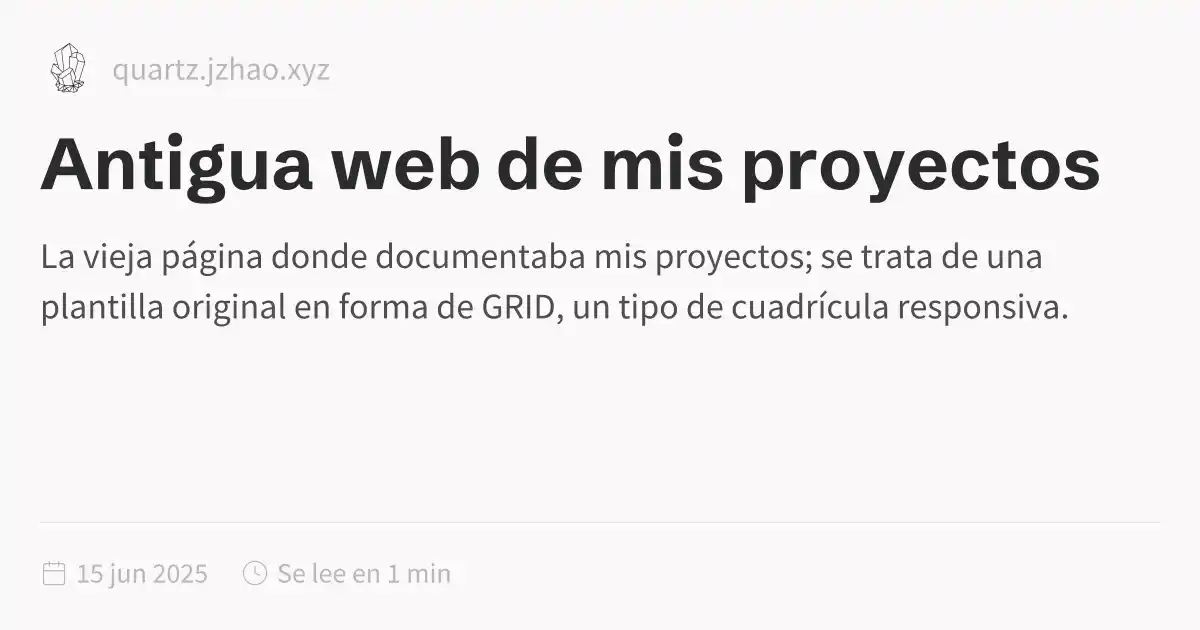 quartz.jzhao.xyz
Antigua web de mis proyectos
La vieja página donde documentaba mis proyectos; se trata de una
plantilla original en forma de GRID, un tipo de cuadrícula responsiva.
15 jun 2025 Se lee en 1 min